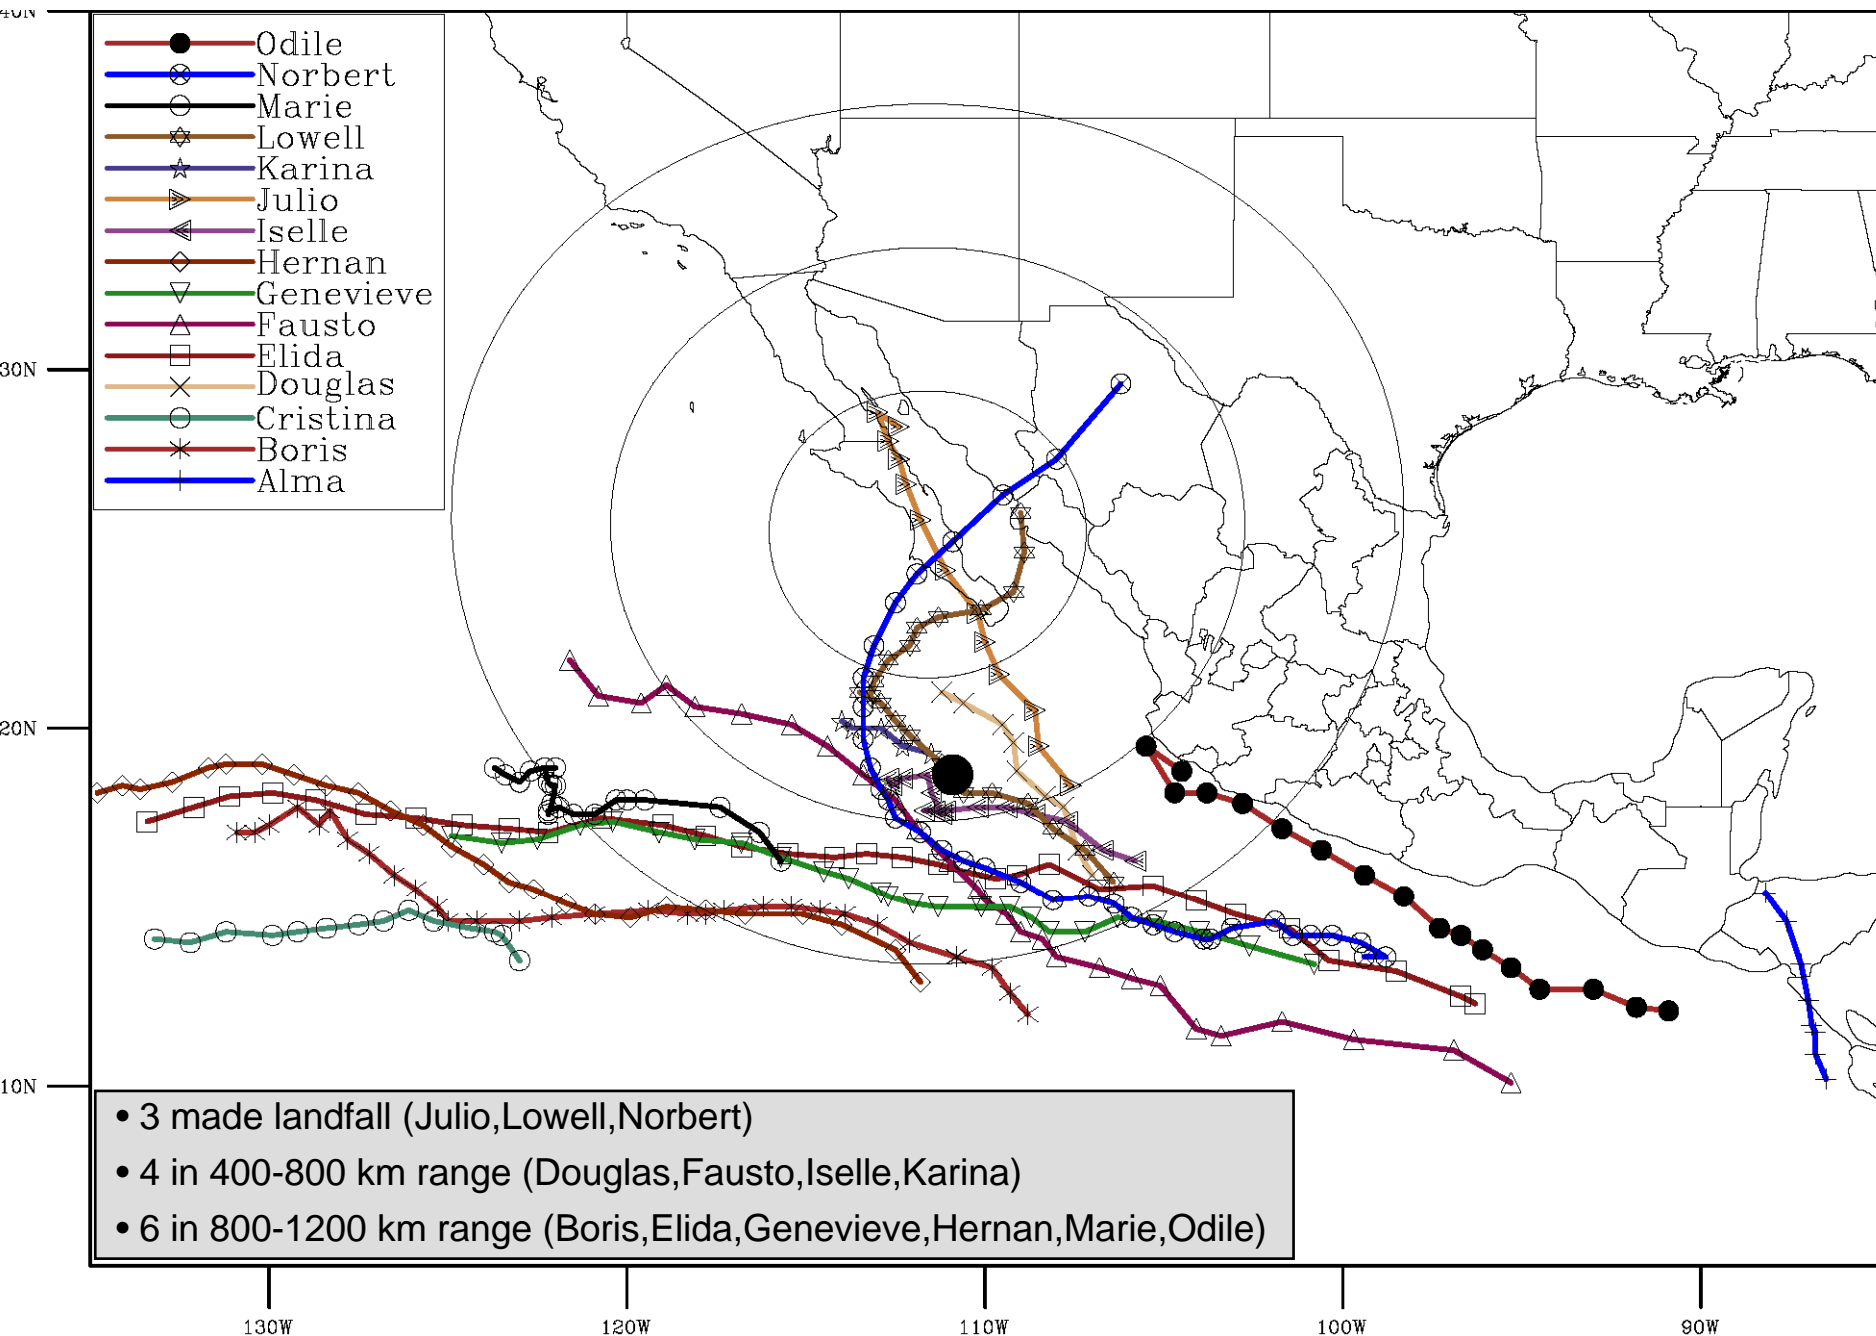 40N
Odile
Norbert
Marie
Lowell
Karina
Julio
Iselle
Hernan
Genevieve
Fausto
Elida
Douglas
Cristina
Boris
Alma
30N
20N
10N
• 3 made landfall (Julio,Lowell,Norbert)
• 4 in 400-800 km range (Douglas,Fausto,Iselle,Karina)
• 6 in 800-1200 km range (Boris,Elida,Genevieve,Hernan,Marie,Odile)
130W 120W 110W 100W 90W